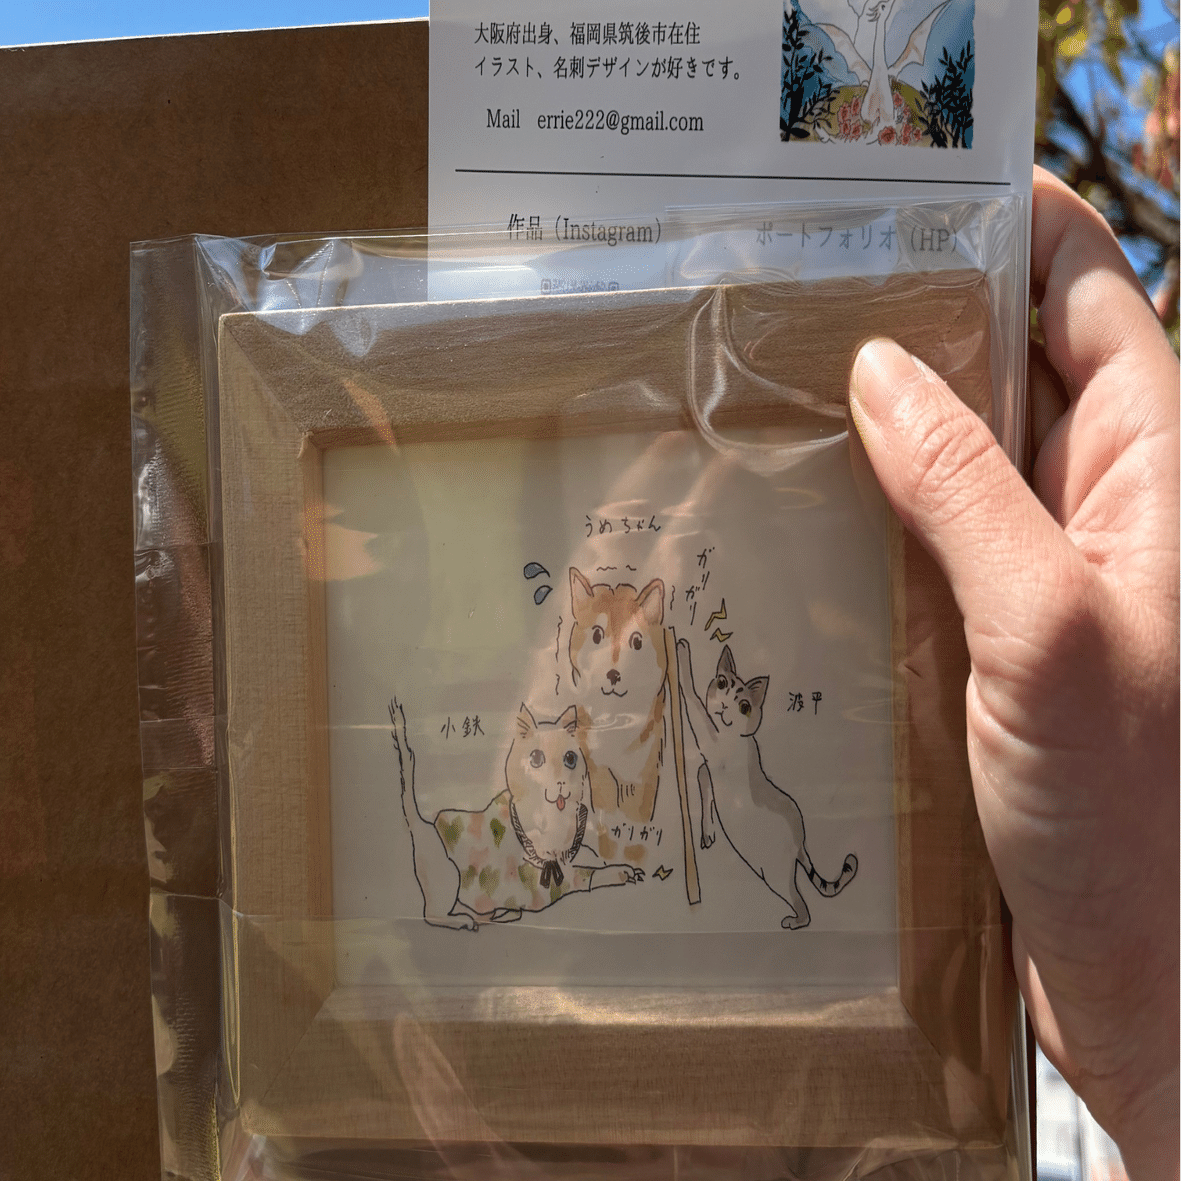 大阪府出身、福岡県筑後市在住
イラスト、名刺デザインが好きです。
Mail errie222@gmail.com
作品（Instagram）
ポートフォリオ（HP）
うめちゃん
ガリ
ガリ
小鉄
波平
ガリガリ